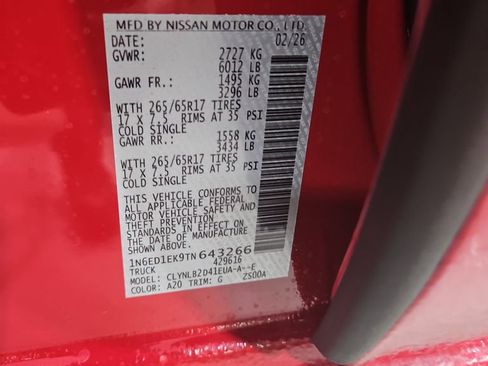 MFD BY NISSAN MOTOR CO., LTD.
DATE: 02/26
GVWR: 2727 KG
6012 LB
GAWR FR.: 1495 KG
3296 LB
WITH 265/65R17 TIRES
17 X 7.5 RIMS AT 35 PSI
COLD SINGLE
GAWR RR.: 1558 KG
3434 LB
WITH 265/65R17 TIRES
17 X 7.5 RIMS AT 35 PSI
COLD SINGLE
THIS VEHICLE CONFORMS TO
ALL APPLICABLE FEDERAL
MOTOR VEHICLE SAFETY AND
THEFT PREVENTION
STANDARDS IN EFFECT ON
THE DATE OF MANUFACTURE
SHOWN ABOVE.
1N6ED1EK9TN643266
TRUCK 429616
MODEL: CLYNLB2D41EUA-A--E
COLOR: A20 TRIM: G ZS00A